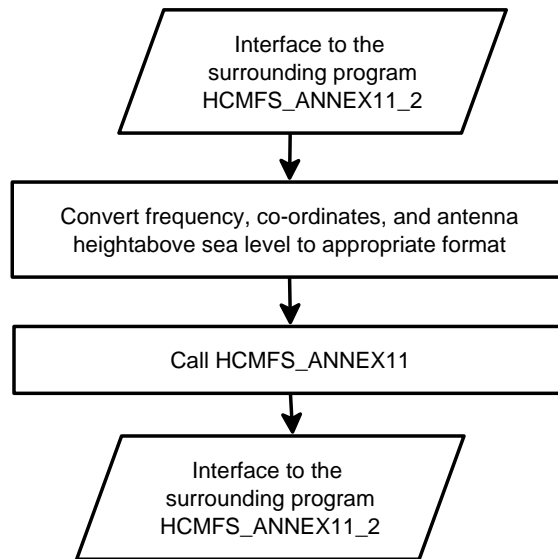 Interface to the
surrounding program
HCMFS_ANNEX11_2
Convert frequency, co-ordinates, and antenna
heightabove sea level to appropriate format
Call HCMFS_ANNEX11
Interface to the
surrounding program
HCMFS_ANNEX11_2